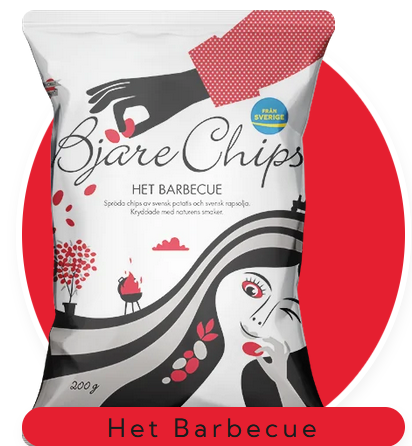 FRÅN
SVERIGE
Bjäre Chips
HET BARBECUE
Spröda chips av svensk potatis och svensk rapsolja.
Kryddade med naturens smaker.
200 g
Het Barbecue